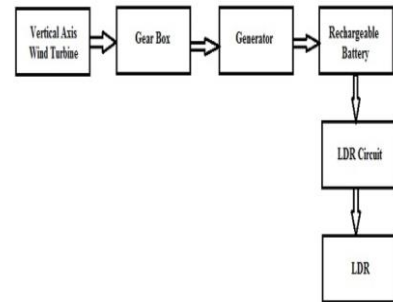 Vertical Axis
Wind Turbine
Gear Box
Generator
Rechargeable
Battery
LDR Circuit
LDR